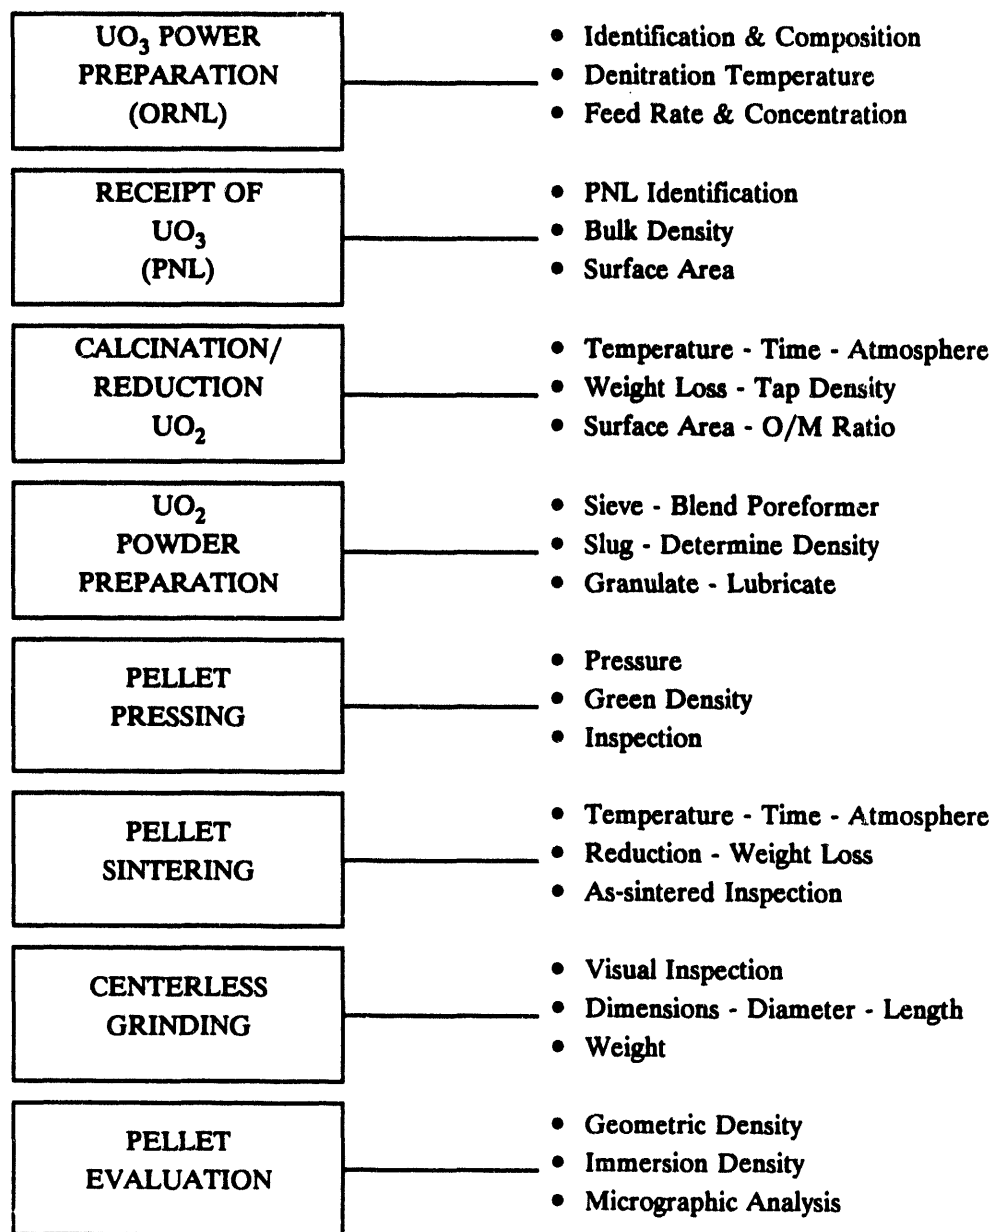 UO₃ POWER
PREPARATION
(ORNL)
• Identification & Composition
• Denitration Temperature
• Feed Rate & Concentration
RECEIPT OF
UO₃
(PNL)
• PNL Identification
• Bulk Density
• Surface Area
CALCINATION/
REDUCTION
UO₂
• Temperature - Time - Atmosphere
• Weight Loss - Tap Density
• Surface Area - O/M Ratio
UO₂
POWDER
PREPARATION
• Sieve - Blend Poreformer
• Slug - Determine Density
• Granulate - Lubricate
PELLET
PRESSING
• Pressure
• Green Density
• Inspection
PELLET
SINTERING
• Temperature - Time - Atmosphere
• Reduction - Weight Loss
• As-sintered Inspection
CENTERLESS
GRINDING
• Visual Inspection
• Dimensions - Diameter - Length
• Weight
PELLET
EVALUATION
• Geometric Density
• Immersion Density
• Micrographic Analysis